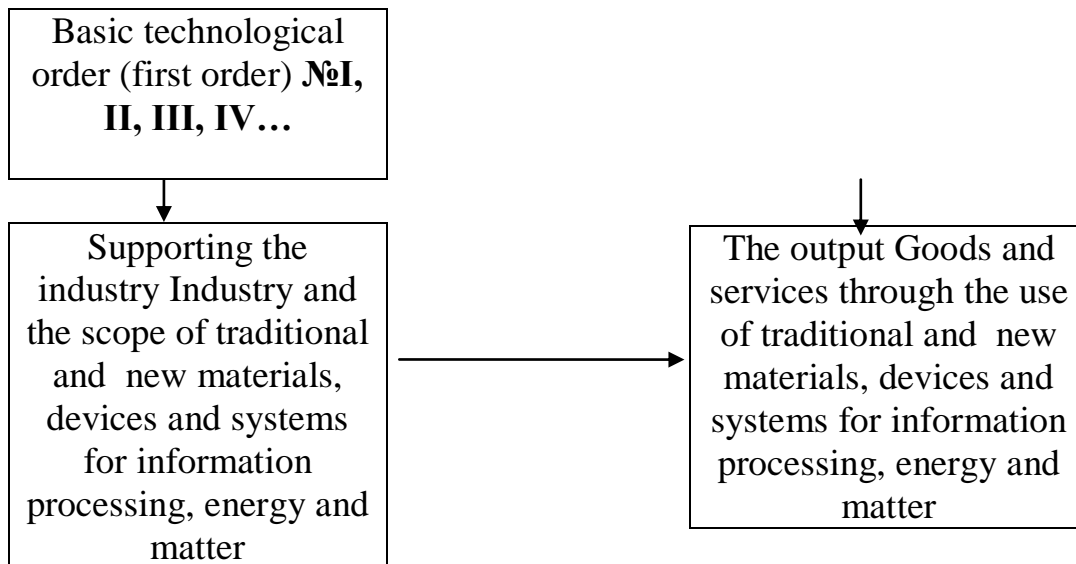 Basic technological
order (first order) №I,
II, III, IV…
Supporting the
industry Industry and
the scope of traditional
and new materials,
devices and systems
for information
processing, energy and
matter
The output Goods and
services through the use
of traditional and new
materials, devices and
systems for information
processing, energy and
matter